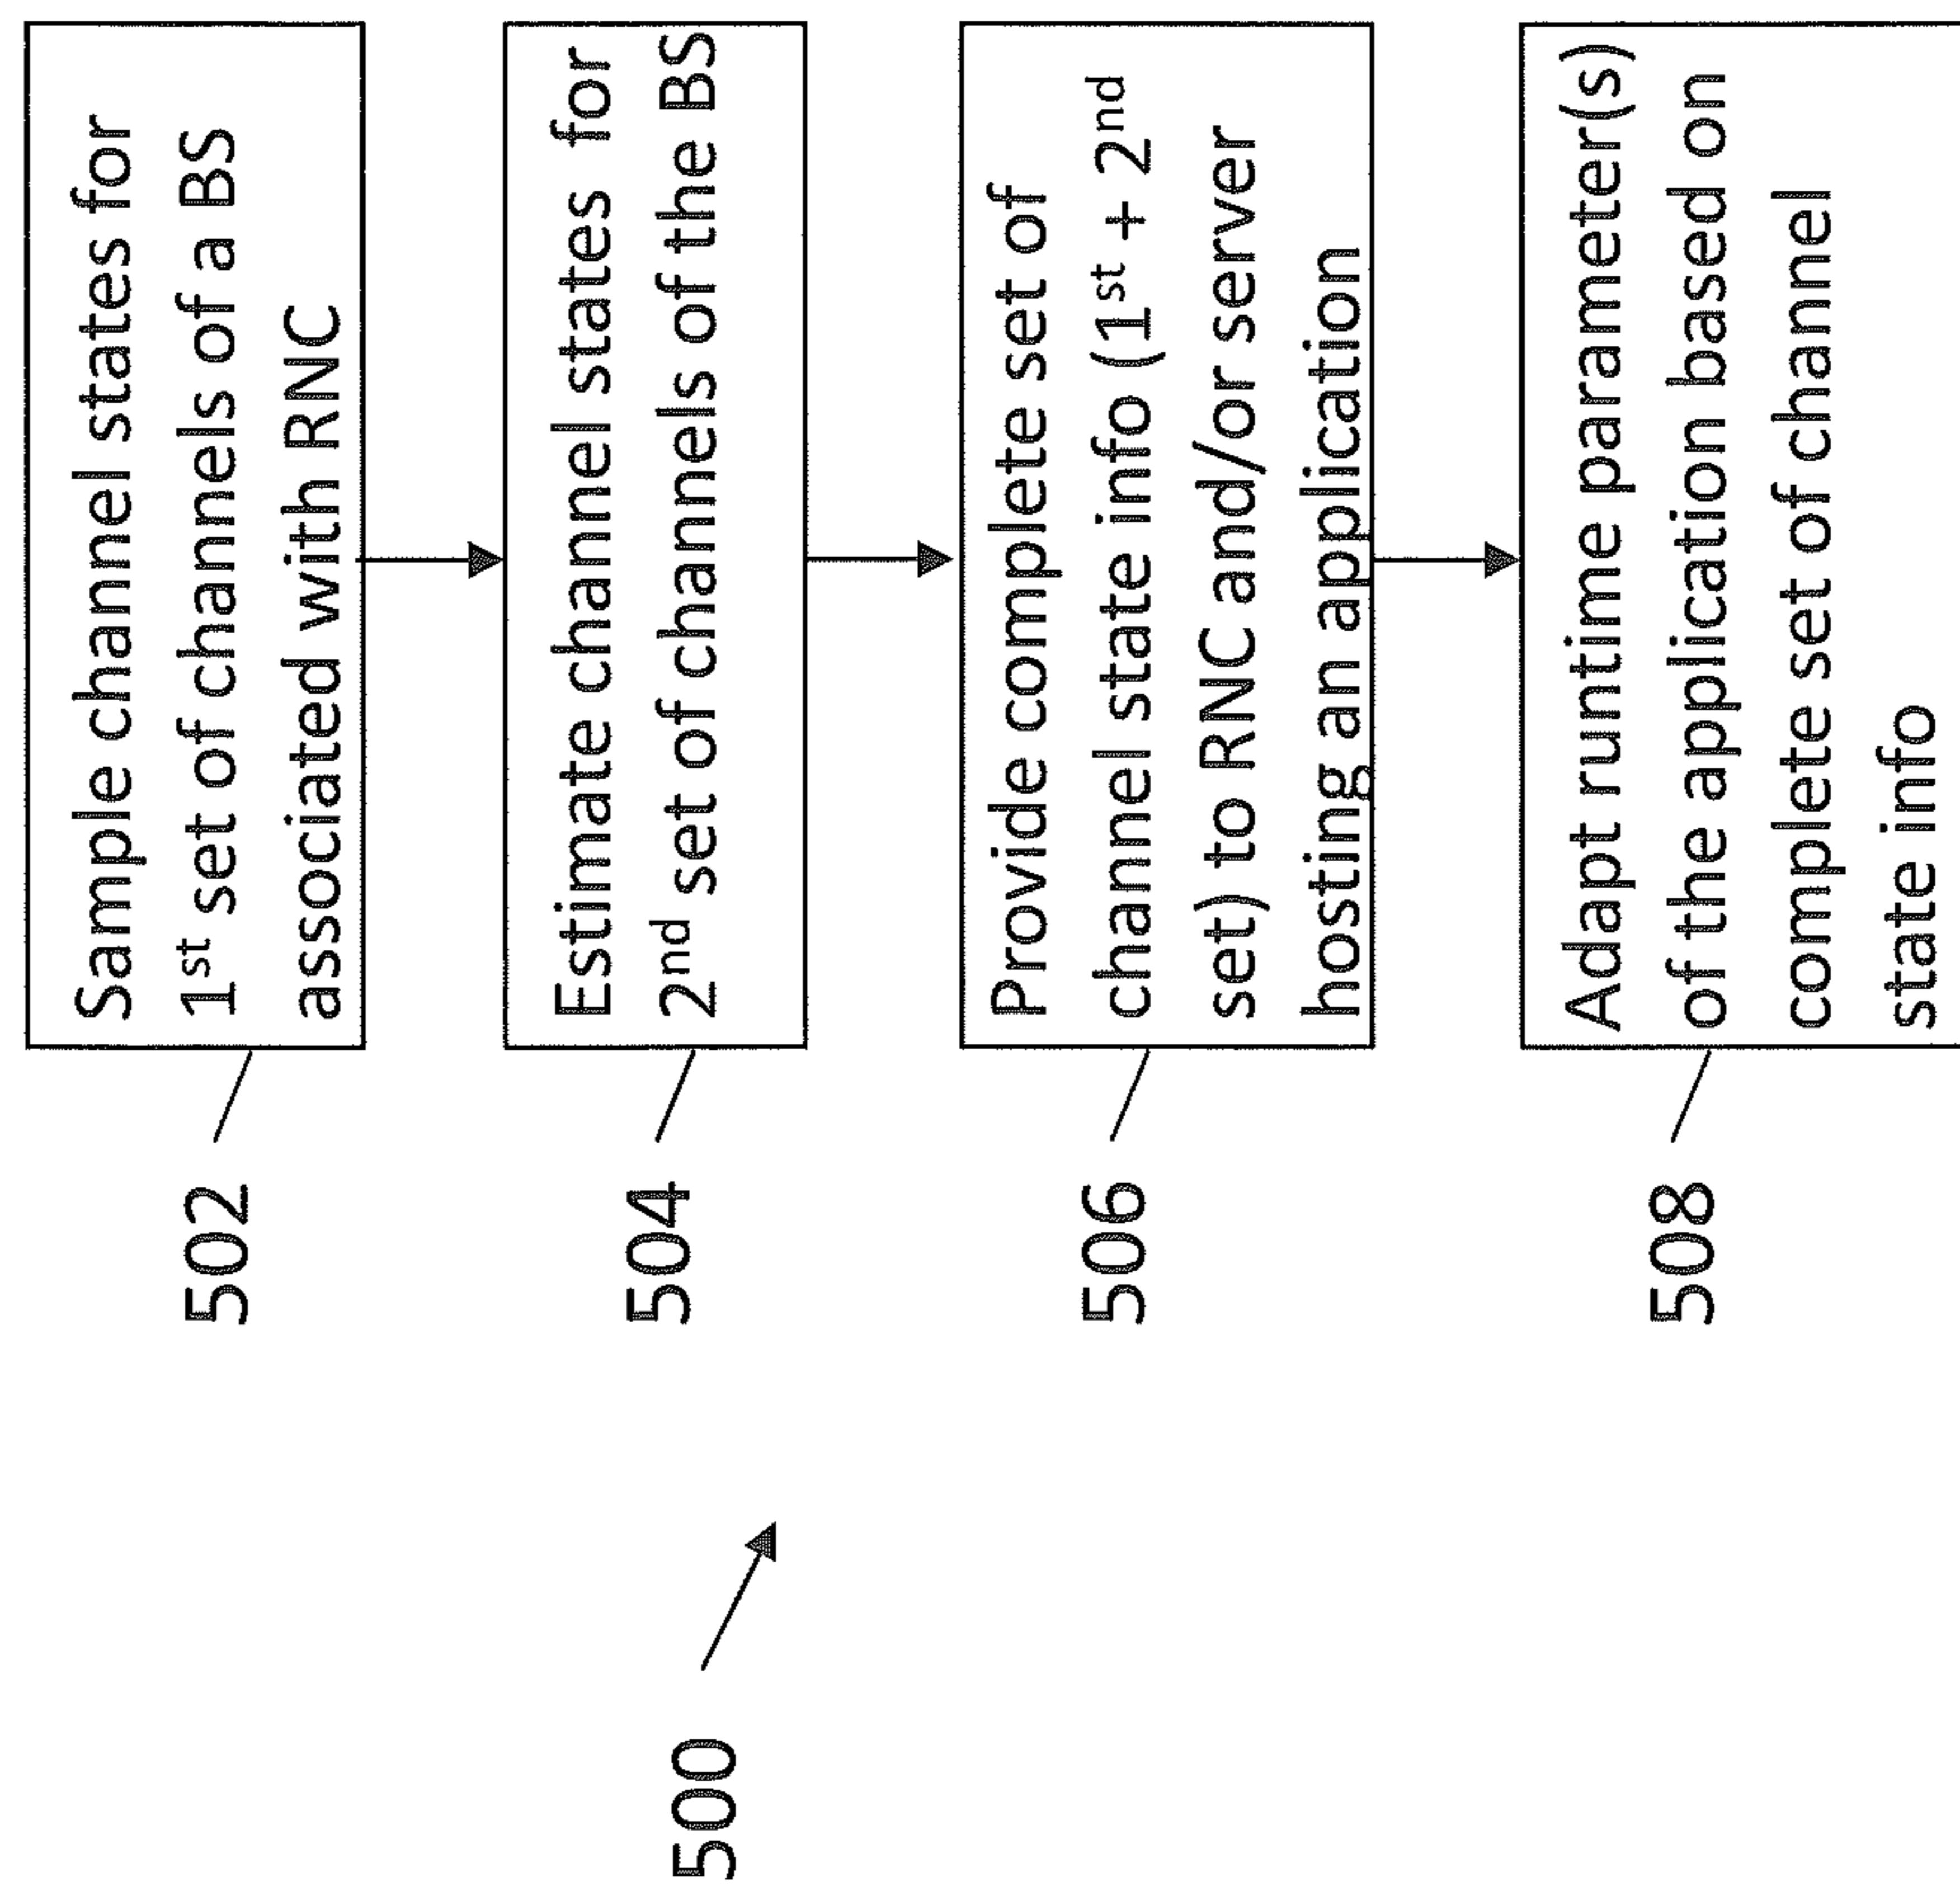 500
502
Sample channel states for
1st set of channels of a BS
associated with RNC
504
Estimate channel states for
2nd set of channels of the BS
506
Provide complete set of
channel state info (1st + 2nd
set) to RNC and/or server
hosting an application
508
Adapt runtime parameter(s)
of the application based on
complete set of channel
state info